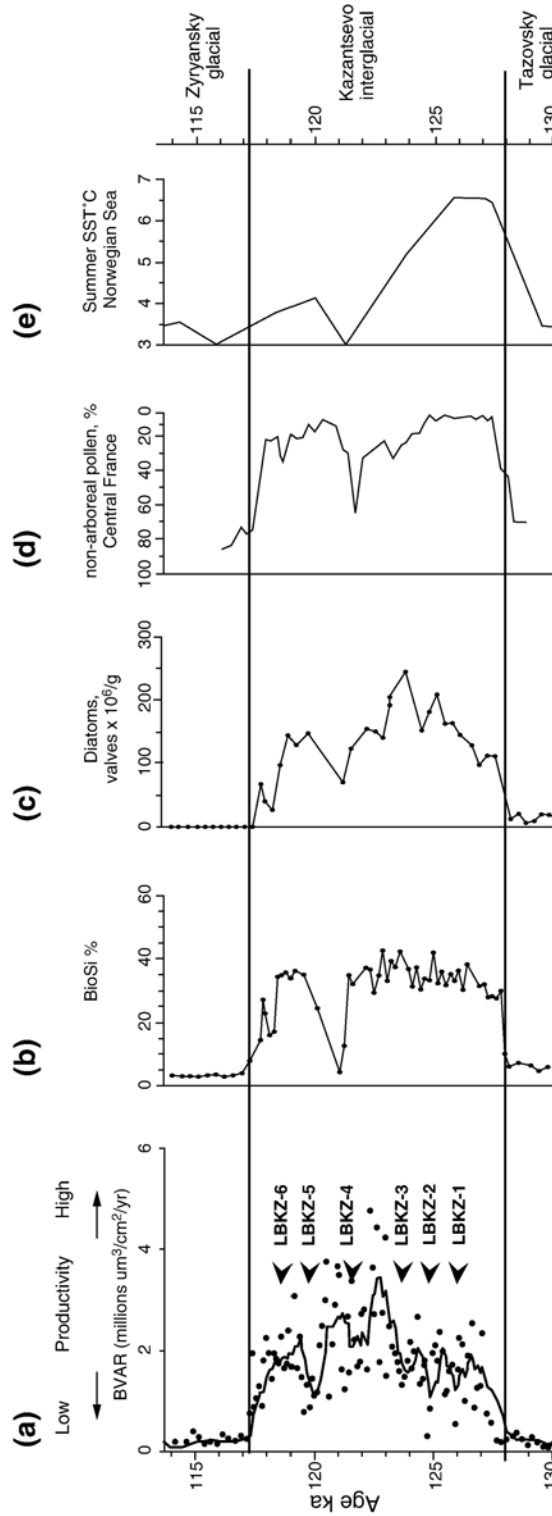 (a)
Low Productivity High
BVAR (millions um³/cm²/yr)
0 2 4 6
Age ka
115
120
125
130
LBKZ-6
LBKZ-5
LBKZ-4
LBKZ-3
LBKZ-2
LBKZ-1
(b)
BioSi %
0 20 40 60
(c)
Diatoms,
valves x 10⁶/g
0 100 200 300
(d)
non-arboreal pollen, %
Central France
100 80 60 40 20 0
(e)
Summer SST°C
Norwegian Sea
3 4 5 6 7
115
120
125
130
Zyryansky
glacial
Kazantsevo
interglacial
Tazovsky
glacial